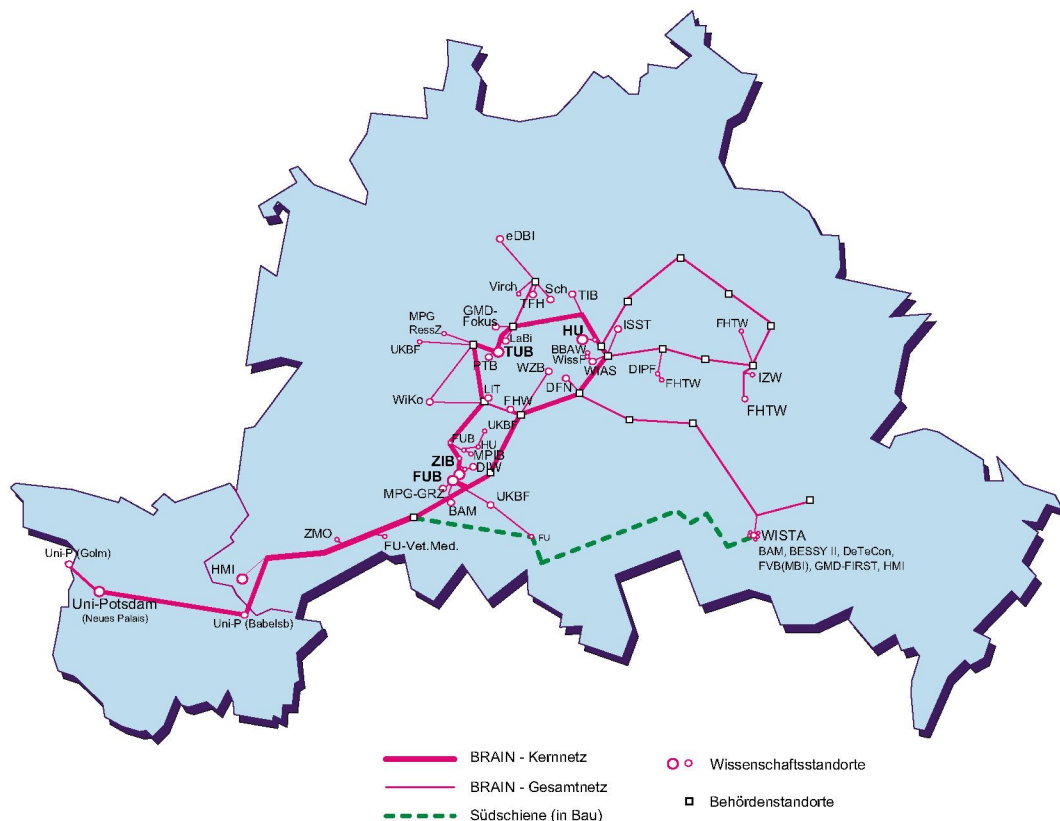 eDBI
Virch
Sch
TIB
TFH
MPG
RessZ
GMD-
Fokus
LaBi
UKBF
TUB
PTB
HU
ISST
BBAW
WissF
WIAS
WZB
DFN
DIPF
FHTW
FHTW
IZW
FHTW
WiKo
LIT
FHW
UKBF
FUB
HU
MPIB
ZIB
DIW
FUB
MPG-GRZ
UKBF
BAM
ZMO
FU-Vet.Med.
FU
WISTA
BAM, BESSY II, DeTeCon,
FVB(MBI), GMD-FIRST, HMI
Uni-P (Golm)
HMI
Uni-Potsdam
(Neues Palais)
Uni-P (Babelsb)
BRAIN - Kernnetz
BRAIN - Gesamtnetz
Südschiene (in Bau)
Wissenschaftsstandorte
Behördenstandorte